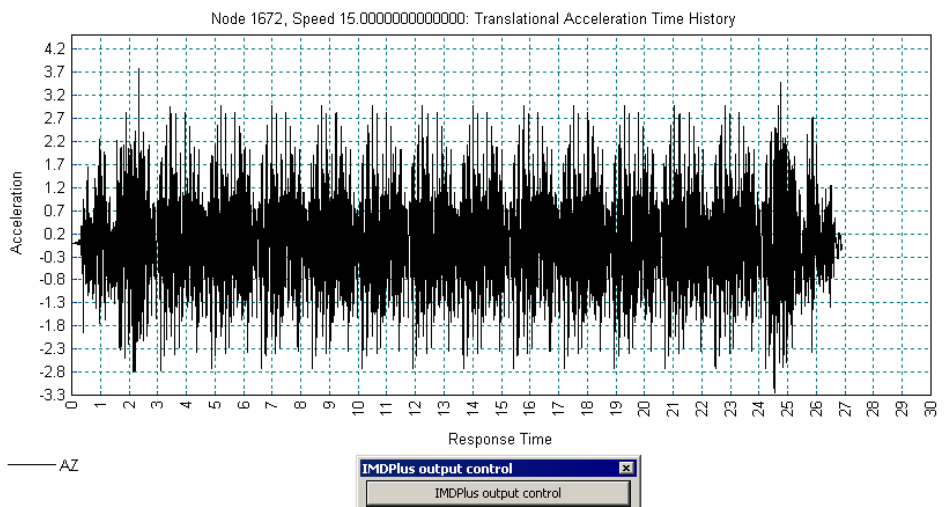 Node 1672, Speed 15.0000000000000: Translational Acceleration Time History
Acceleration
4.2
3.7
3.2
2.7
2.2
1.7
1.2
0.7
0.2
-0.3
-0.8
-1.3
-1.8
-2.3
-2.8
-3.3
0 1 2 3 4 5 6 7 8 9 10 11 12 13 14 15 16 17 18 19 20 21 22 23 24 25 26 27 28 29 30
Response Time
AZ
IMDPlus output control
IMDPlus output control